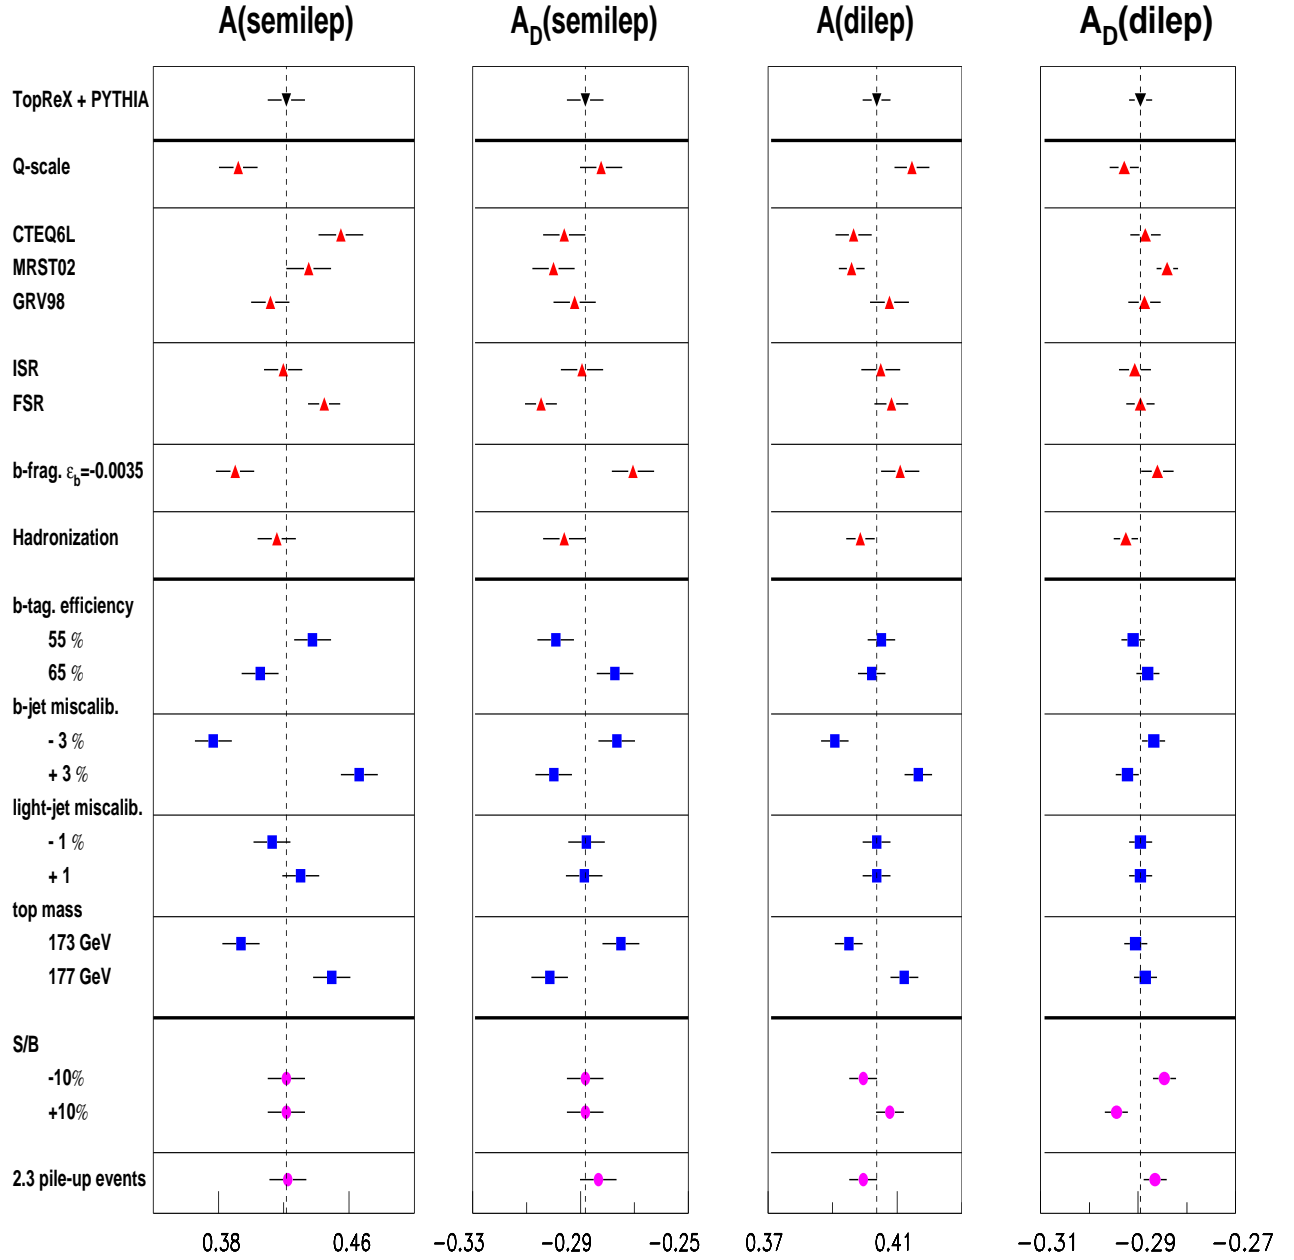 A(semilep) A_D(semilep) A(dilep) A_D(dilep)
TopReX + PYTHIA
Q-scale
CTEQ6L
MRST02
GRV98
ISR
FSR
b-frag. ε_b=-0.0035
Hadronization
b-tag. efficiency
55 %
65 %
b-jet miscalib.
- 3 %
+ 3 %
light-jet miscalib.
- 1 %
+ 1
top mass
173 GeV
177 GeV
S/B
-10%
+10%
2.3 pile-up events
0.38 0.46 −0.33 −0.29 −0.25 0.37 0.41 −0.31 −0.29 −0.27